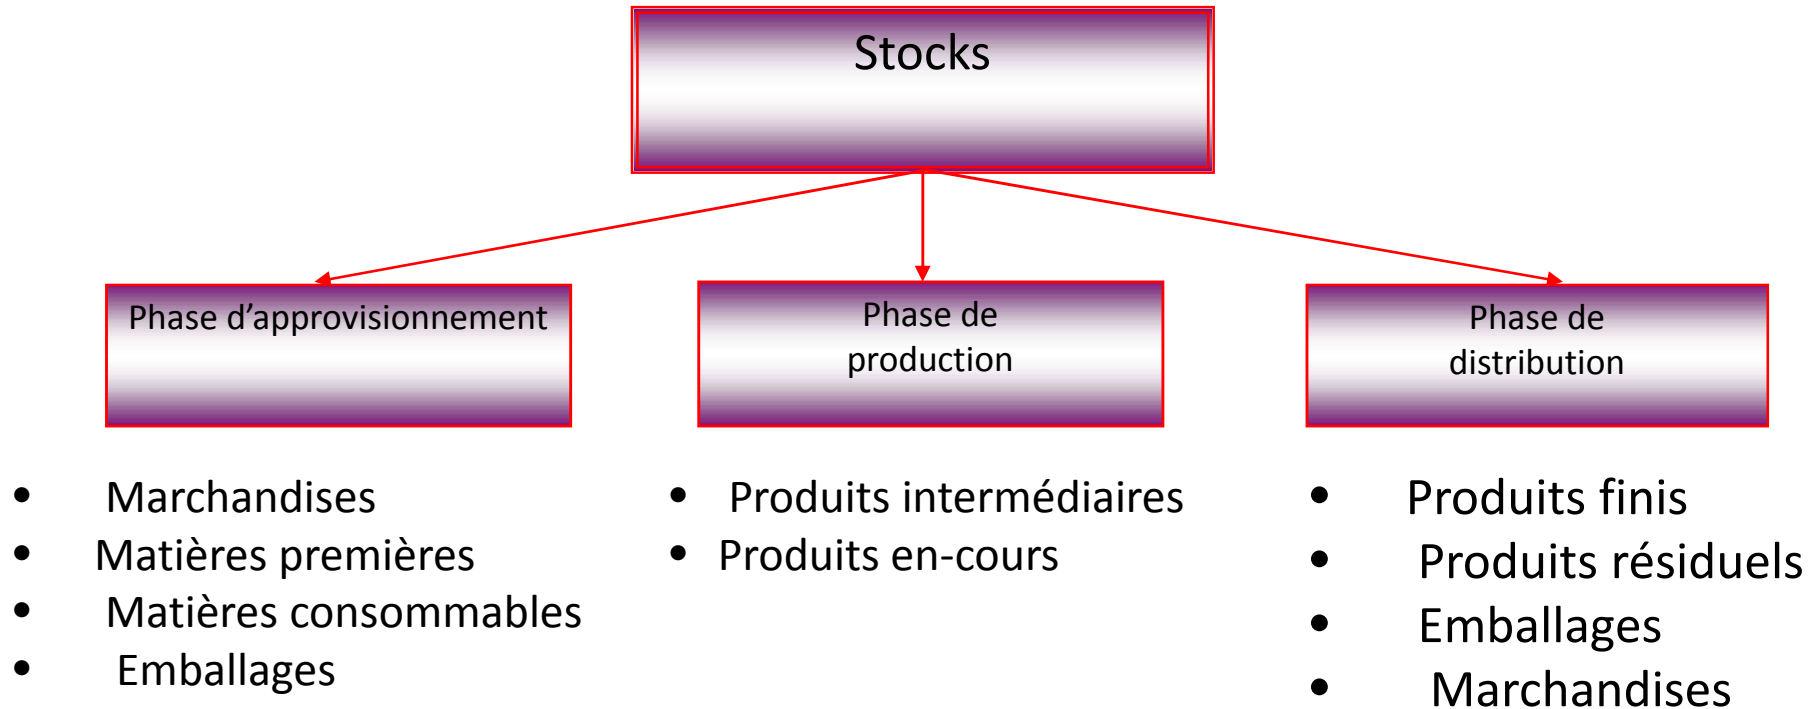 Stocks
Phase d’approvisionnement
Phase de
production
Phase de
distribution
• Marchandises
• Matières premières
• Matières consommables
• Emballages
• Produits intermédiaires
• Produits en-cours
• Produits finis
• Produits résiduels
• Emballages
• Marchandises